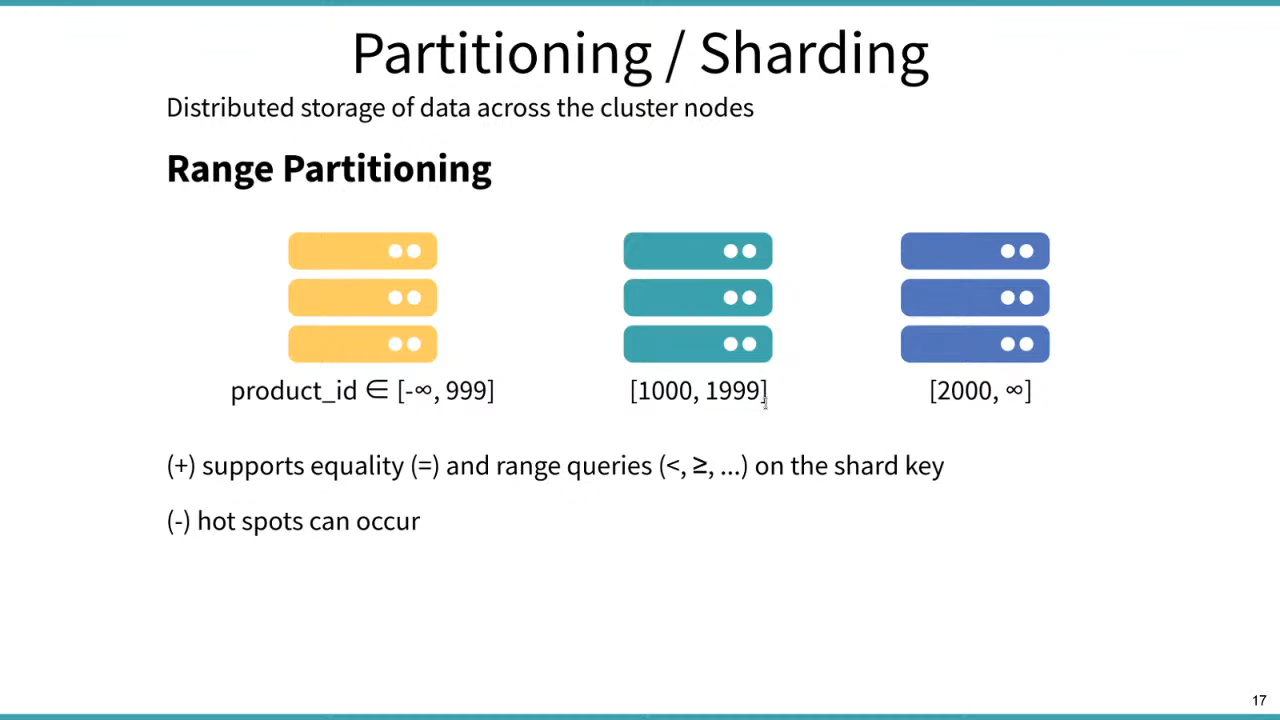 Partitioning / Sharding
Distributed storage of data across the cluster nodes
Range Partitioning
product_id ∈ [-∞, 999]
[1000, 1999]
[2000, ∞]
(+) supports equality (=) and range queries (<, ≥, ...) on the shard key
(-) hot spots can occur
17